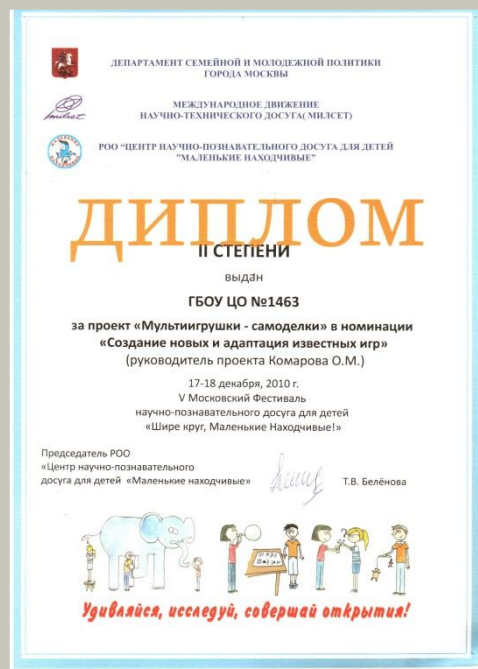 ДЕПАРТАМЕНТ СЕМЕЙНОЙ И МОЛОДЕЖНОЙ ПОЛИТИКИ
ГОРОДА МОСКВЫ
milset
МЕЖДУНАРОДНОЕ ДВИЖЕНИЕ
НАУЧНО-ТЕХНИЧЕСКОГО ДОСУГА( МИЛСЕТ)
РОО "ЦЕНТР НАУЧНО-ПОЗНАВАТЕЛЬНОГО ДОСУГА ДЛЯ ДЕТЕЙ
"МАЛЕНЬКИЕ НАХОДЧИВЫЕ"
ДИПЛОМ
II СТЕПЕНИ
выдан
ГБОУ ЦО №1463
за проект «Мультиигрушки - самоделки» в номинации
«Создание новых и адаптация известных игр»
(руководитель проекта Комарова О.М.)
17-18 декабря, 2010 г.
V Московский Фестиваль
научно-познавательного досуга для детей
«Шире круг, Маленькие Находчивые!»
Председатель РОО
«Центр научно-познавательного
досуга для детей «Маленькие находчивые»
Т.В. Белёнова
Удивляйся, исследуй, совершай открытия!